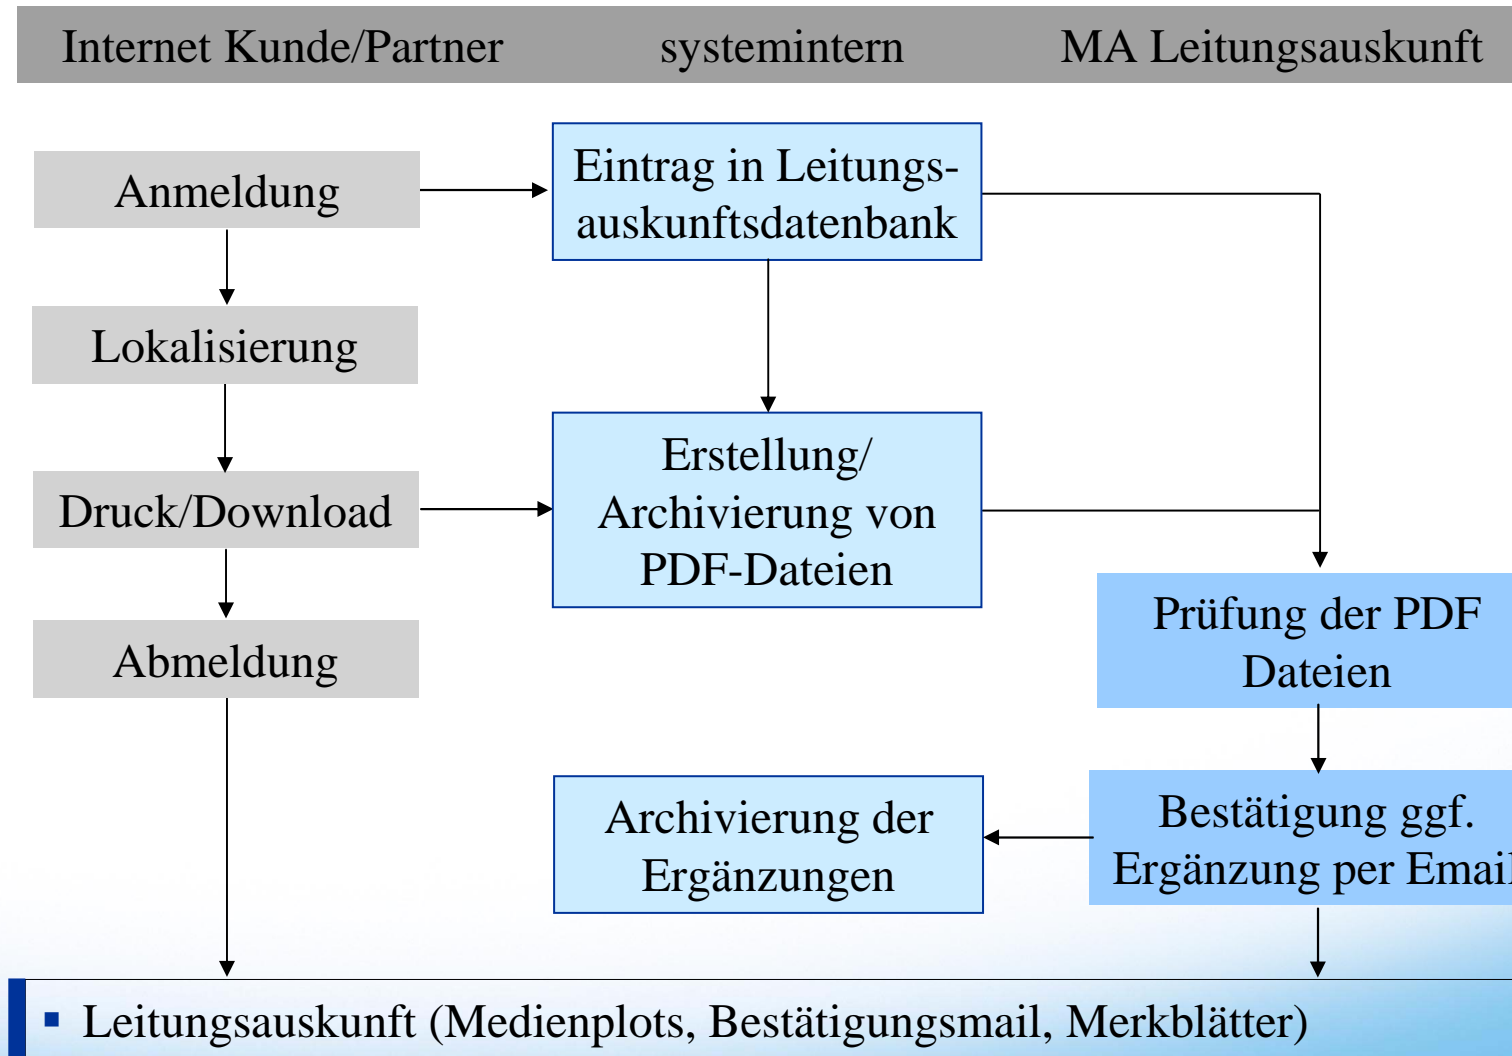 Internet Kunde/Partner systemintern MA Leitungsauskunft
Anmeldung
Eintrag in Leitungs-
auskunftsdatenbank
Lokalisierung
Druck/Download
Erstellung/
Archivierung von
PDF-Dateien
Abmeldung
Prüfung der PDF
Dateien
Archivierung der
Ergänzungen
Bestätigung ggf.
Ergänzung per Email
▪ Leitungsauskunft (Medienplots, Bestätigungsmail, Merkblätter)